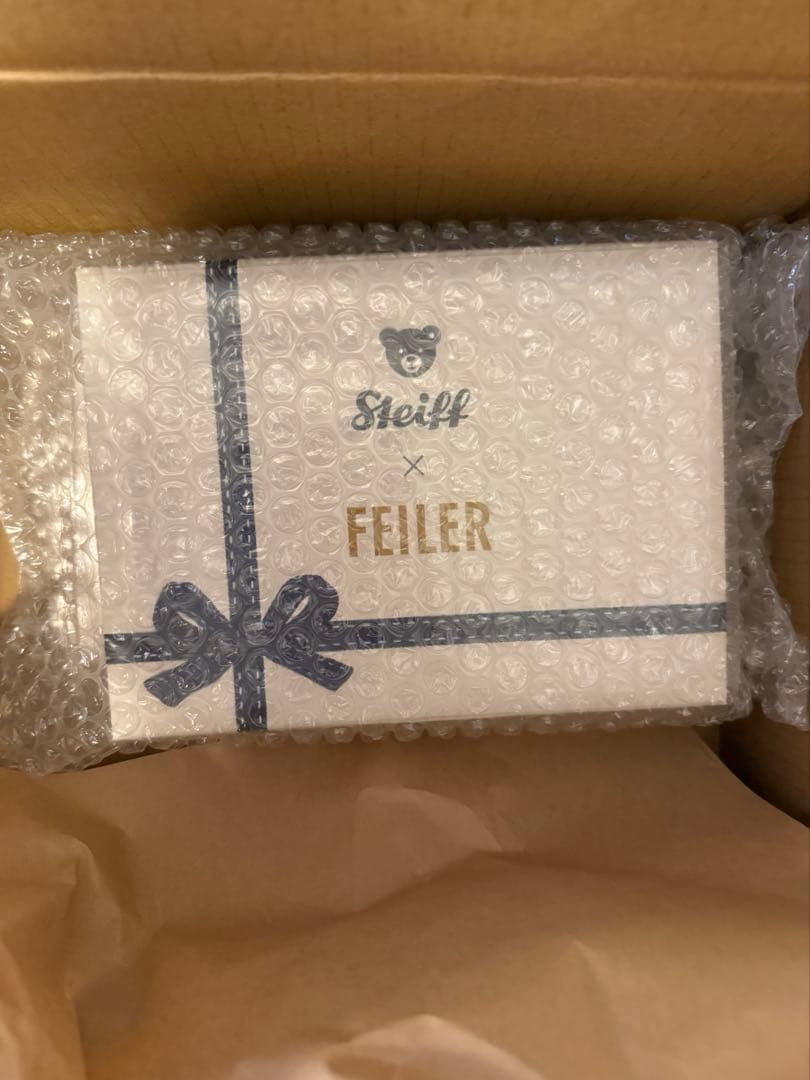 Steiff
×
FEILER